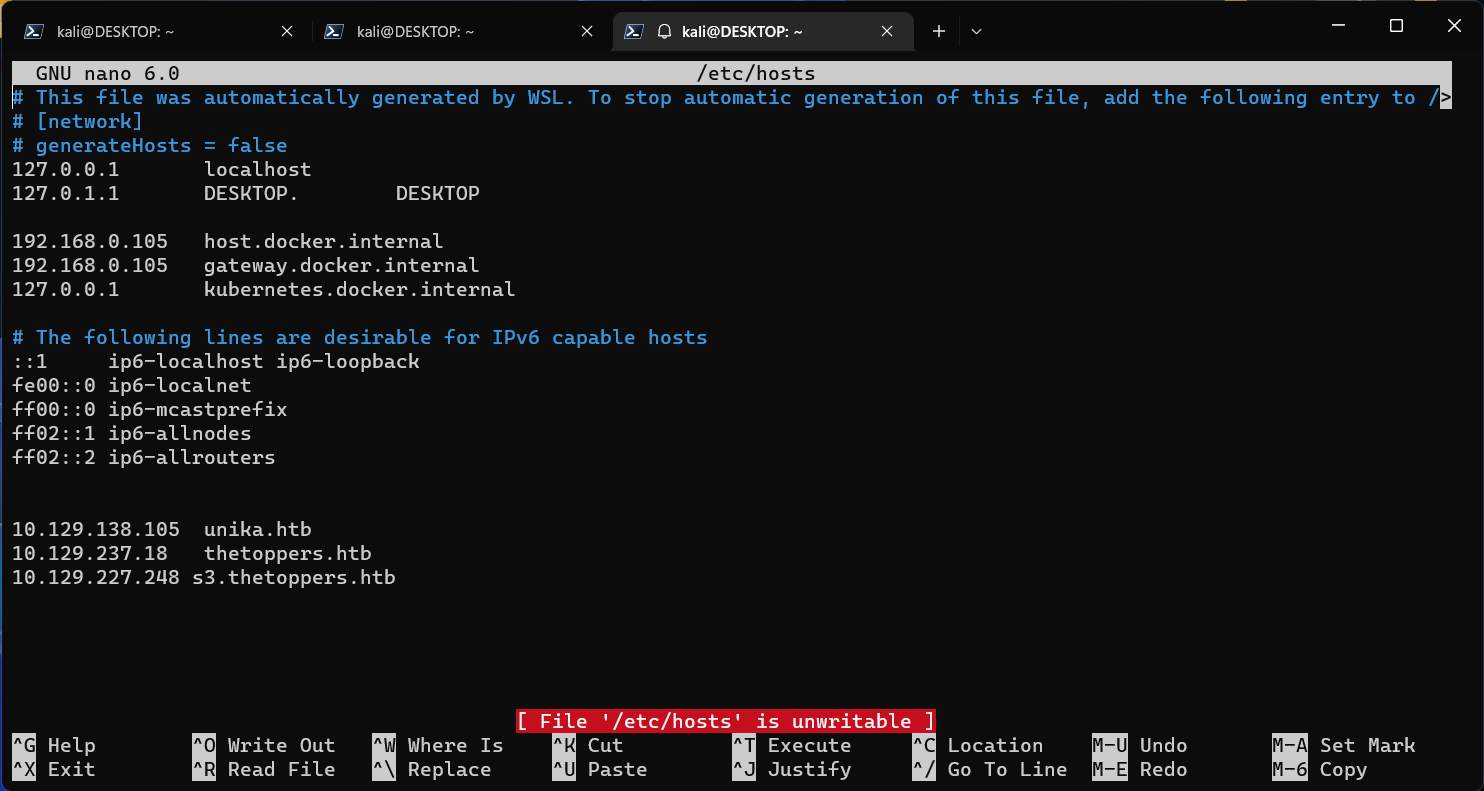 kali@DESKTOP: ~ kali@DESKTOP: ~ kali@DESKTOP: ~
GNU nano 6.0 /etc/hosts
# This file was automatically generated by WSL. To stop automatic generation of this file, add the following entry to />
# [network]
# generateHosts = false
127.0.0.1 localhost
127.0.1.1 DESKTOP. DESKTOP
192.168.0.105 host.docker.internal
192.168.0.105 gateway.docker.internal
127.0.0.1 kubernetes.docker.internal
# The following lines are desirable for IPv6 capable hosts
::1 ip6-localhost ip6-loopback
fe00::0 ip6-localnet
ff00::0 ip6-mcastprefix
ff02::1 ip6-allnodes
ff02::2 ip6-allrouters
10.129.138.105 unika.htb
10.129.237.18 thetoppers.htb
10.129.227.248 s3.thetoppers.htb
[ File '/etc/hosts' is unwritable ]
^G Help ^O Write Out ^W Where Is ^K Cut ^T Execute ^C Location M-U Undo M-A Set Mark
^X Exit ^R Read File ^\ Replace ^U Paste ^J Justify ^/ Go To Line M-E Redo M-6 Copy